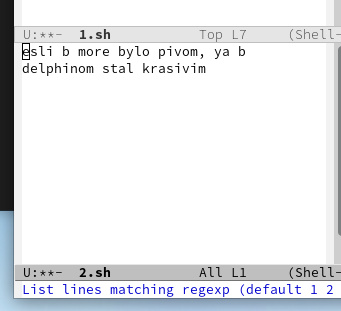 U:**- 1.sh Top L7 (Shell-
esli b more bylo pivom, ya b
delphinom stal krasivim
U:**- 2.sh All L1 (Shell-
List lines matching regexp (default 1 2